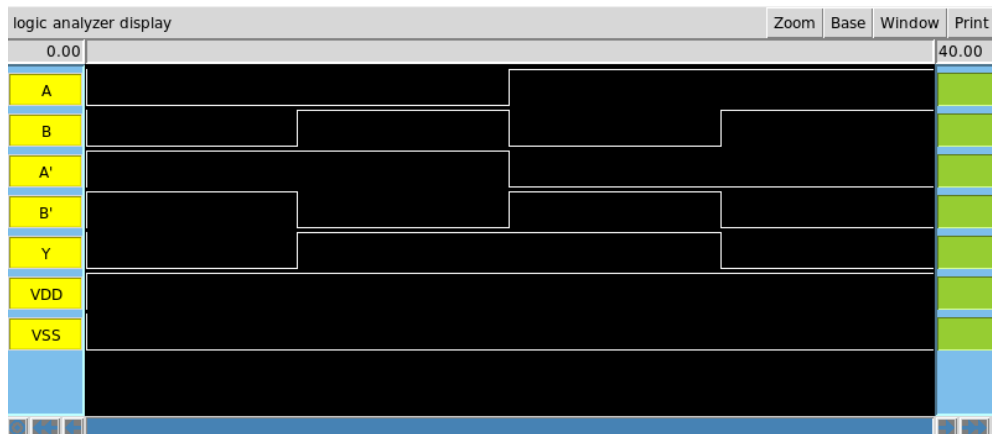 logic analyzer display Zoom Base Window Print
0.00 40.00
A
B
A'
B'
Y
VDD
VSS